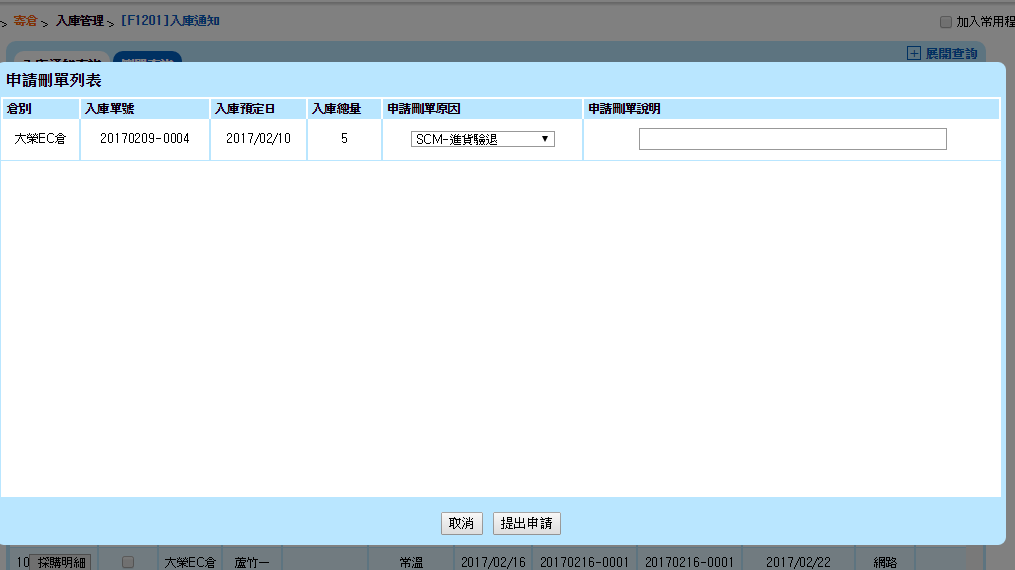 > 寄倉 > 入庫管理 > [F1201]入庫通知
加入常用程
展開查詢
申請刪單列表
倉別 入庫單號 入庫預定日 入庫總量 申請刪單原因 申請刪單說明
大榮EC倉 20170209-0004 2017/02/10 5 SCM-進貨驗退
取消 提出申請
10 採購明細 大榮EC倉 蘆竹一 常溫 2017/02/16 20170216-0001 20170216-0001 2017/02/22 網路